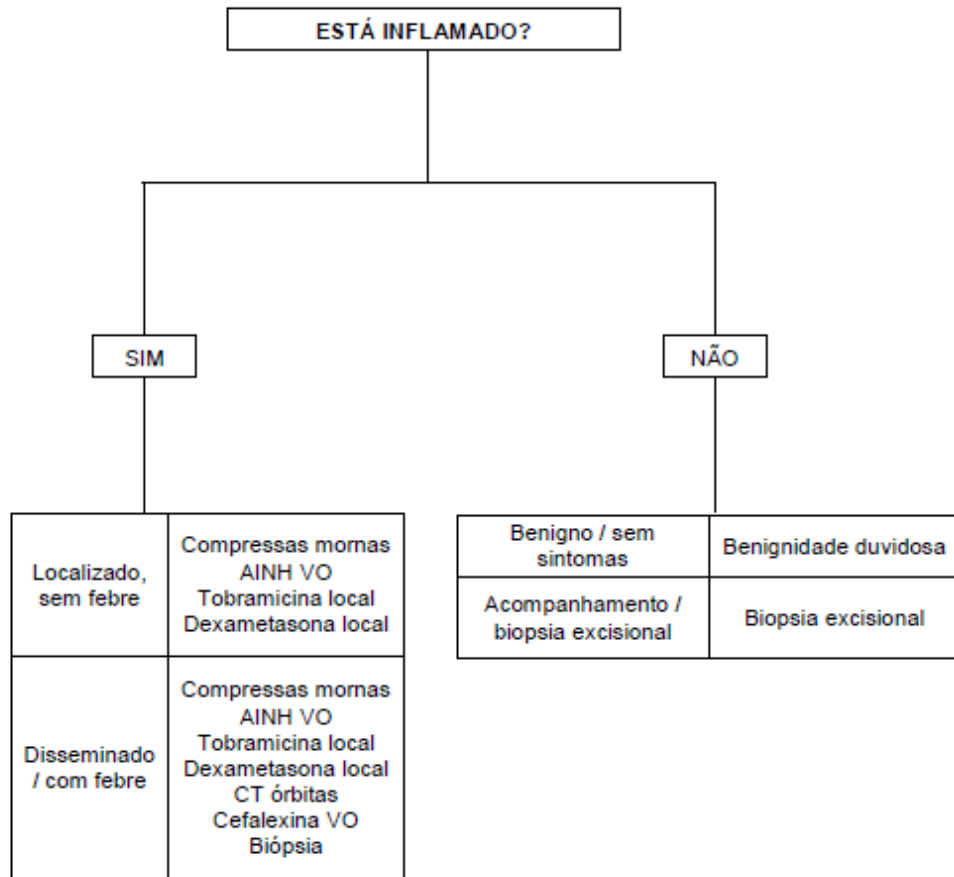 ESTÁ INFLAMADO?
SIM
NÃO
Localizado,
sem febre
Compressas mornas
AINH VO
Tobramicina local
Dexametasona local
Disseminado
/ com febre
Compressas mornas
AINH VO
Tobramicina local
Dexametasona local
CT órbitas
Cefalexina VO
Biópsia
Benigno / sem
sintomas
Benignidade duvidosa
Acompanhamento /
biopsia excisional
Biopsia excisional